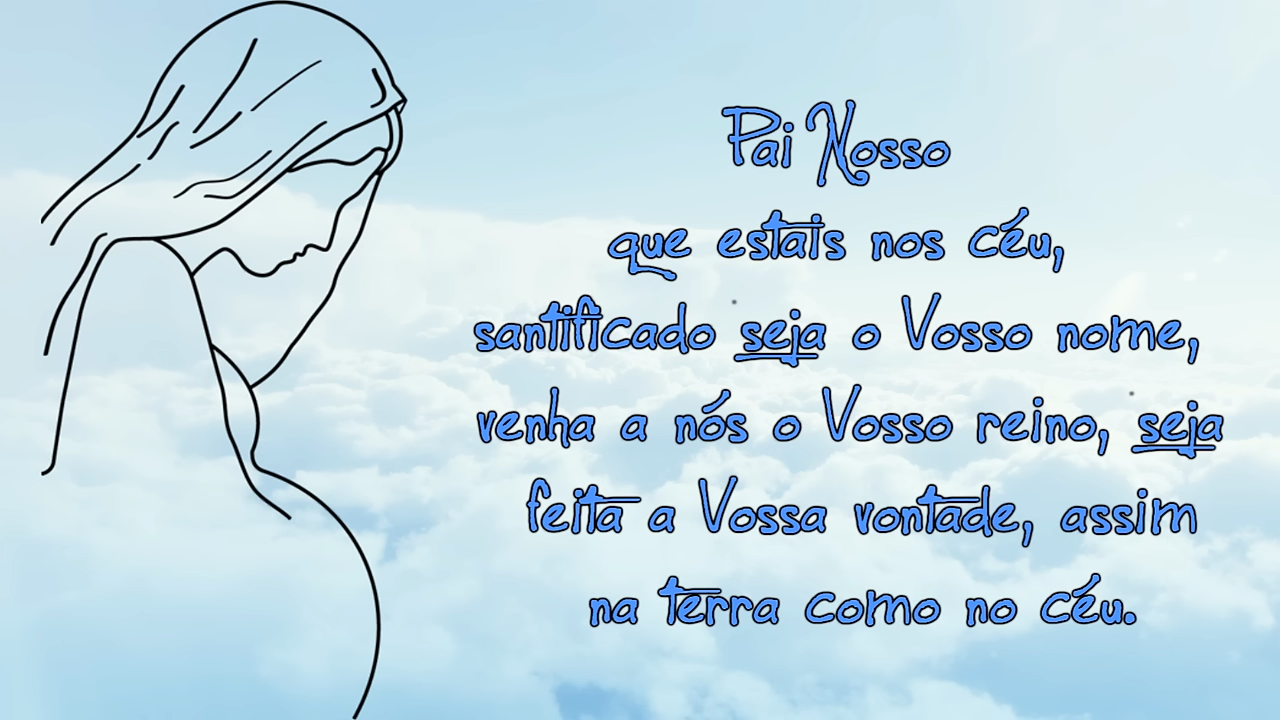 Pai Nosso
que estais nos céu,
santificado seja o Vosso nome,
venha a nós o Vosso reino, seja
feita a Vossa vontade, assim
na terra como no céu.